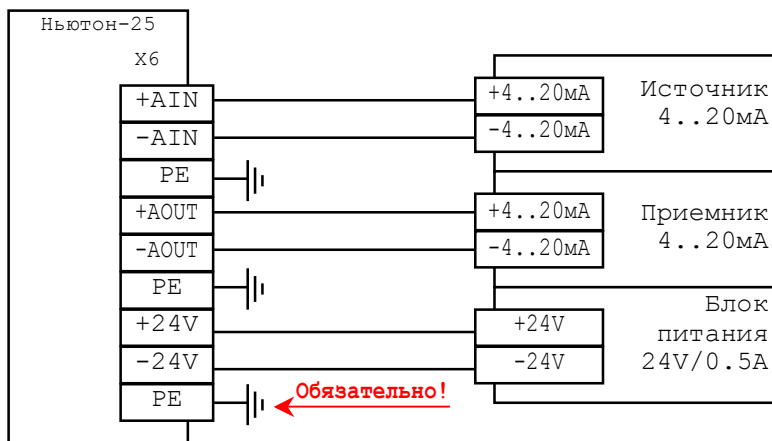 Ньютон-25
X6
+AIN
-AIN
PE
+AOUT
-AOUT
PE
+24V
-24V
PE
Обязательно!
+4..20мА
-4..20мА
Источник
4..20мА
+4..20мА
-4..20мА
Приемник
4..20мА
+24V
-24V
Блок
питания
24V/0.5A